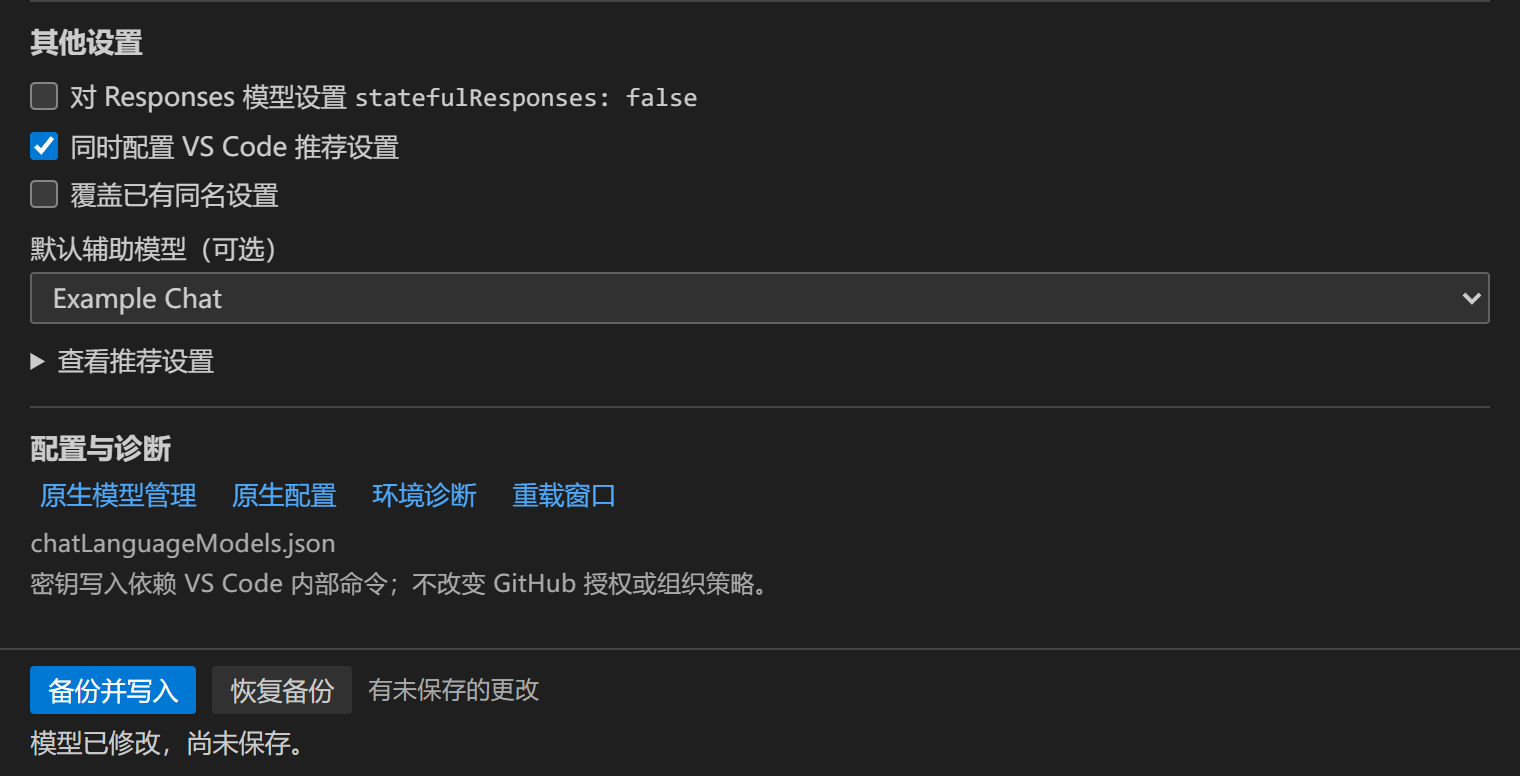 其他设置
对 Responses 模型设置 statefulResponses: false
同时配置 VS Code 推荐设置
覆盖已有同名设置
默认辅助模型（可选）
Example Chat
查看推荐设置
配置与诊断
原生模型管理 原生配置 环境诊断 重载窗口
chatLanguageModels.json
密钥写入依赖 VS Code 内部命令；不改变 GitHub 授权或组织策略。
备份并写入 恢复备份 有未保存的更改
模型已修改，尚未保存。